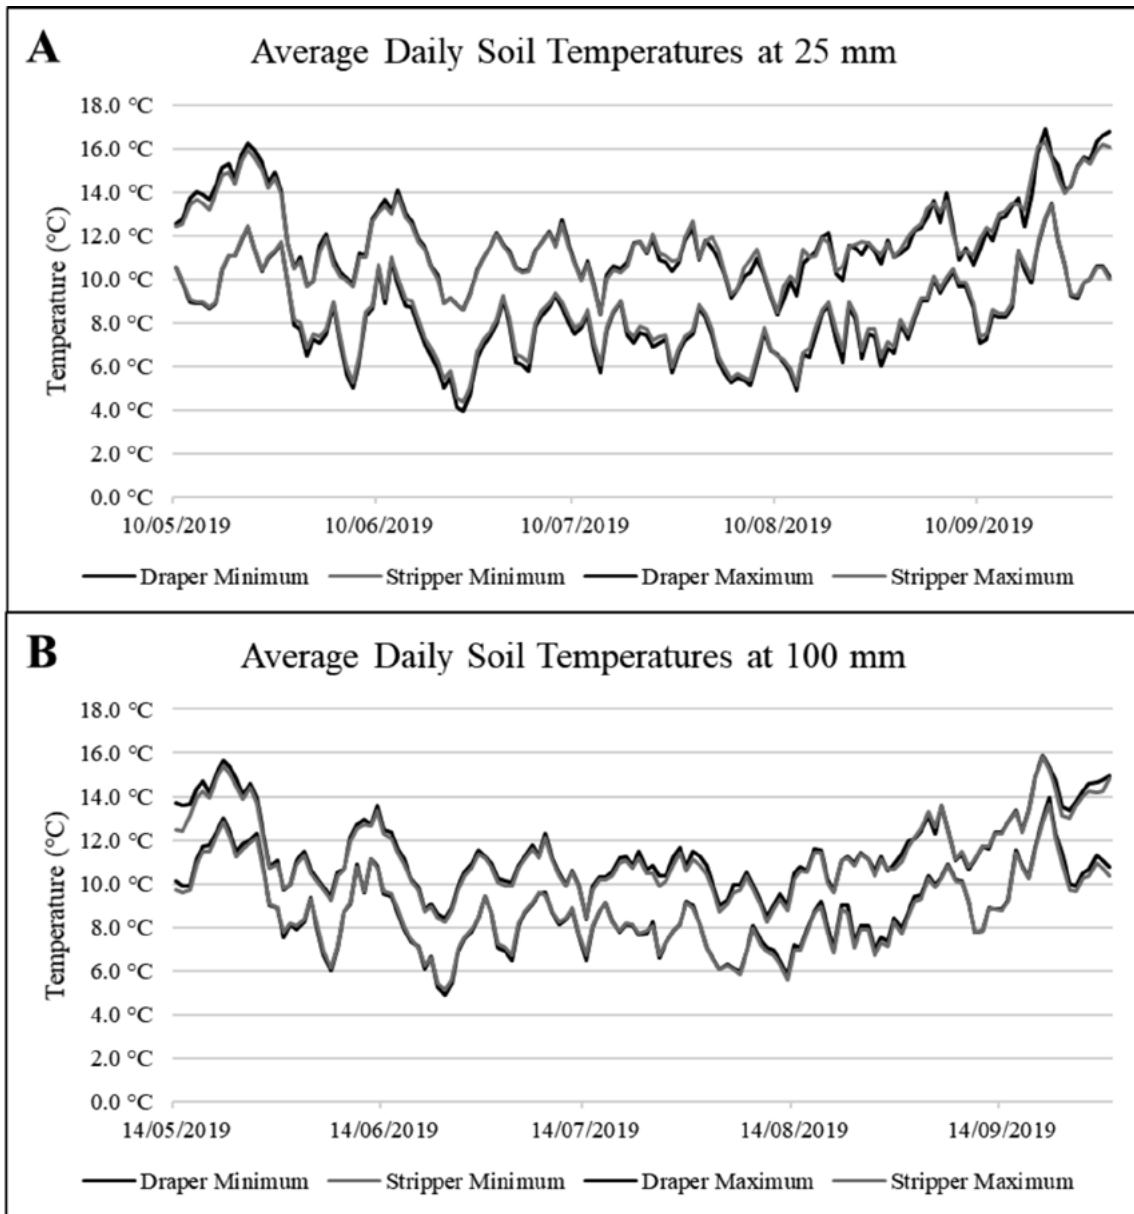 A
Average Daily Soil Temperatures at 25 mm
18.0 °C
16.0 °C
14.0 °C
12.0 °C
10.0 °C
8.0 °C
6.0 °C
4.0 °C
2.0 °C
0.0 °C
Temperature (°C)
10/05/2019 10/06/2019 10/07/2019 10/08/2019 10/09/2019
Draper Minimum Stripper Minimum Draper Maximum Stripper Maximum
B
Average Daily Soil Temperatures at 100 mm
18.0 °C
16.0 °C
14.0 °C
12.0 °C
10.0 °C
8.0 °C
6.0 °C
4.0 °C
2.0 °C
0.0 °C
Temperature (°C)
14/05/2019 14/06/2019 14/07/2019 14/08/2019 14/09/2019
Draper Minimum Stripper Minimum Draper Maximum Stripper Maximum